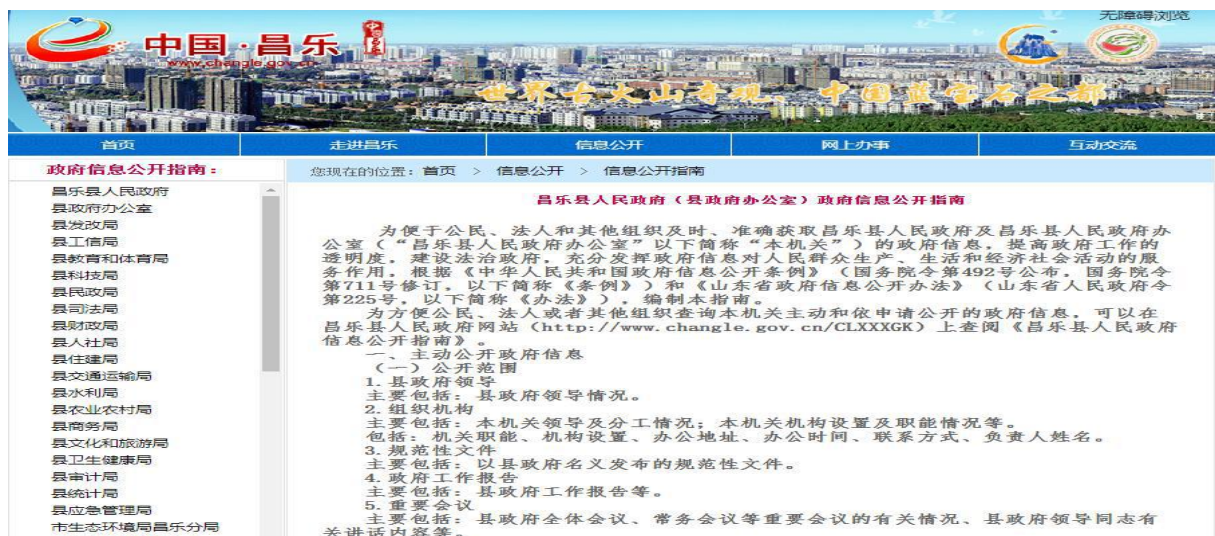 无障碍浏览
中国·昌乐
www.changle.gov.cn
世界古火山奇观、中国蓝宝石之都
首页 走进昌乐 信息公开 网上办事 互动交流
政府信息公开指南：
昌乐县人民政府
县政府办公室
县发改局
县工信局
县教育和体育局
县科技局
县民政局
县司法局
县财政局
县人社局
县住建局
县交通运输局
县水利局
县农业农村局
县商务局
县文化和旅游局
县卫生健康局
县审计局
县统计局
县应急管理局
市生态环境局昌乐分局
您现在的位置：首页 > 信息公开 > 信息公开指南
昌乐县人民政府（县政府办公室）政府信息公开指南
为便于公民、法人和其他组织及时、准确获取昌乐县人民政府及昌乐县人民政府办
公室（“昌乐县人民政府办公室”以下简称“本机关”）的政府信息，提高政府工作的
透明度，建设法治政府，充分发挥政府信息对人民群众生产、生活和经济社会活动的服
务作用，根据《中华人民共和国政府信息公开条例》（国务院令第492号公布，国务院令
第711号修订，以下简称《条例》）和《山东省政府信息公开办法》（山东省人民政府令
第225号，以下简称《办法》），编制本指南。
为方便公民、法人或者其他组织查询本机关主动和依申请公开的政府信息，可以在
昌乐县人民政府网站（http://www.changle.gov.cn/CLXXXGK）上查阅《昌乐县人民政府
信息公开指南》。
一、主动公开政府信息
（一）公开范围
1.县政府领导
主要包括：县政府领导情况。
2.组织机构
主要包括：本机关领导及分工情况；本机关机构设置及职能情况等。
包括：机关职能、机构设置、办公地址、办公时间、联系方式、负责人姓名。
3.规范性文件
主要包括：以县政府名义发布的规范性文件。
4.政府工作报告
主要包括：县政府工作报告等。
5.重要会议
主要包括：县政府全体会议、常务会议等重要会议的有关情况、县政府领导同志有
关讲话内容等。